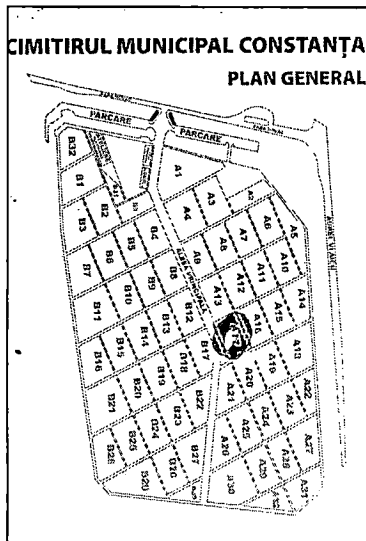 CIMITIRUL MUNICIPAL CONSTANȚA
PLAN GENERAL
PARCARE
PARCARE
B32
A1
B1
B2
A3
A4
A6
A5
B3
B4
A7
B5
A8
A10
B6
A9
A11
B7
B8
A12
A14
B9
A13
A15
B10
B11
B12
A16
B13
A18
B14
A19
B15
B17
B16
A20
A22
A21
B19
A23
B20
B22
A24
B21
A25
B23
A27
B24
A28
B25
A26
B27
A29
B26
A31
ALEEA PRINCIPALA